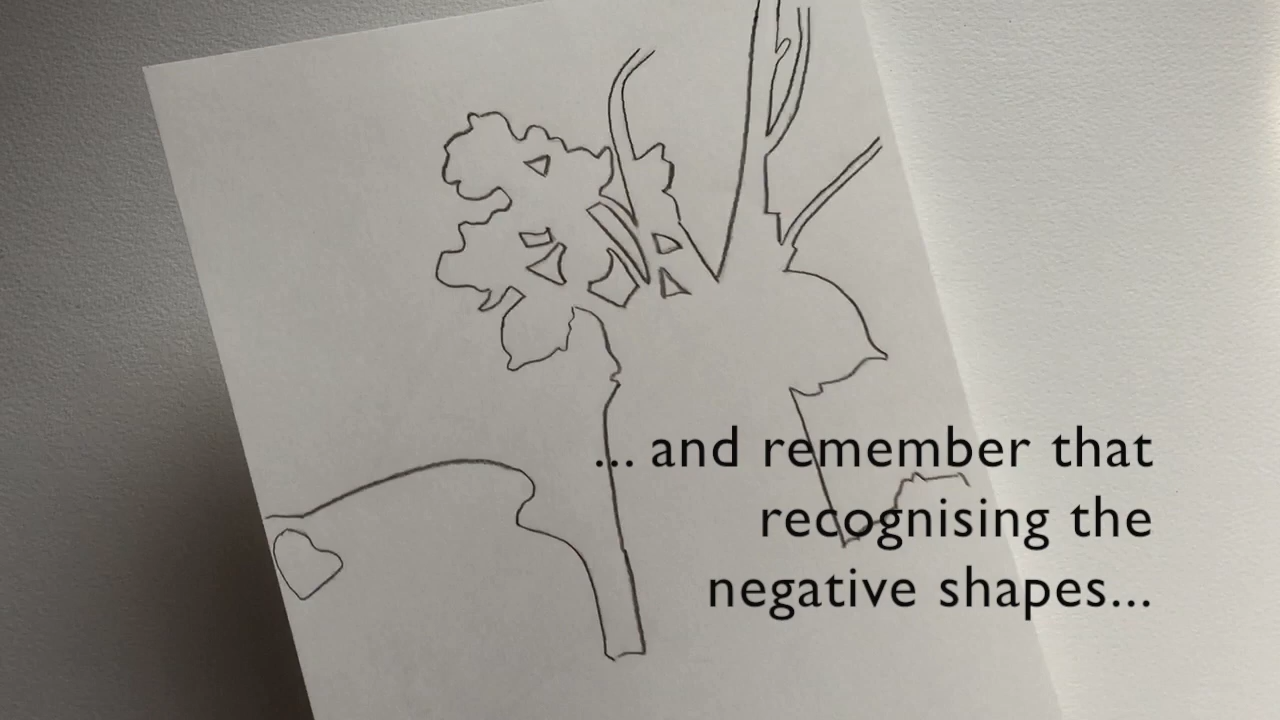 ... and remember that
recognising the
negative shapes...